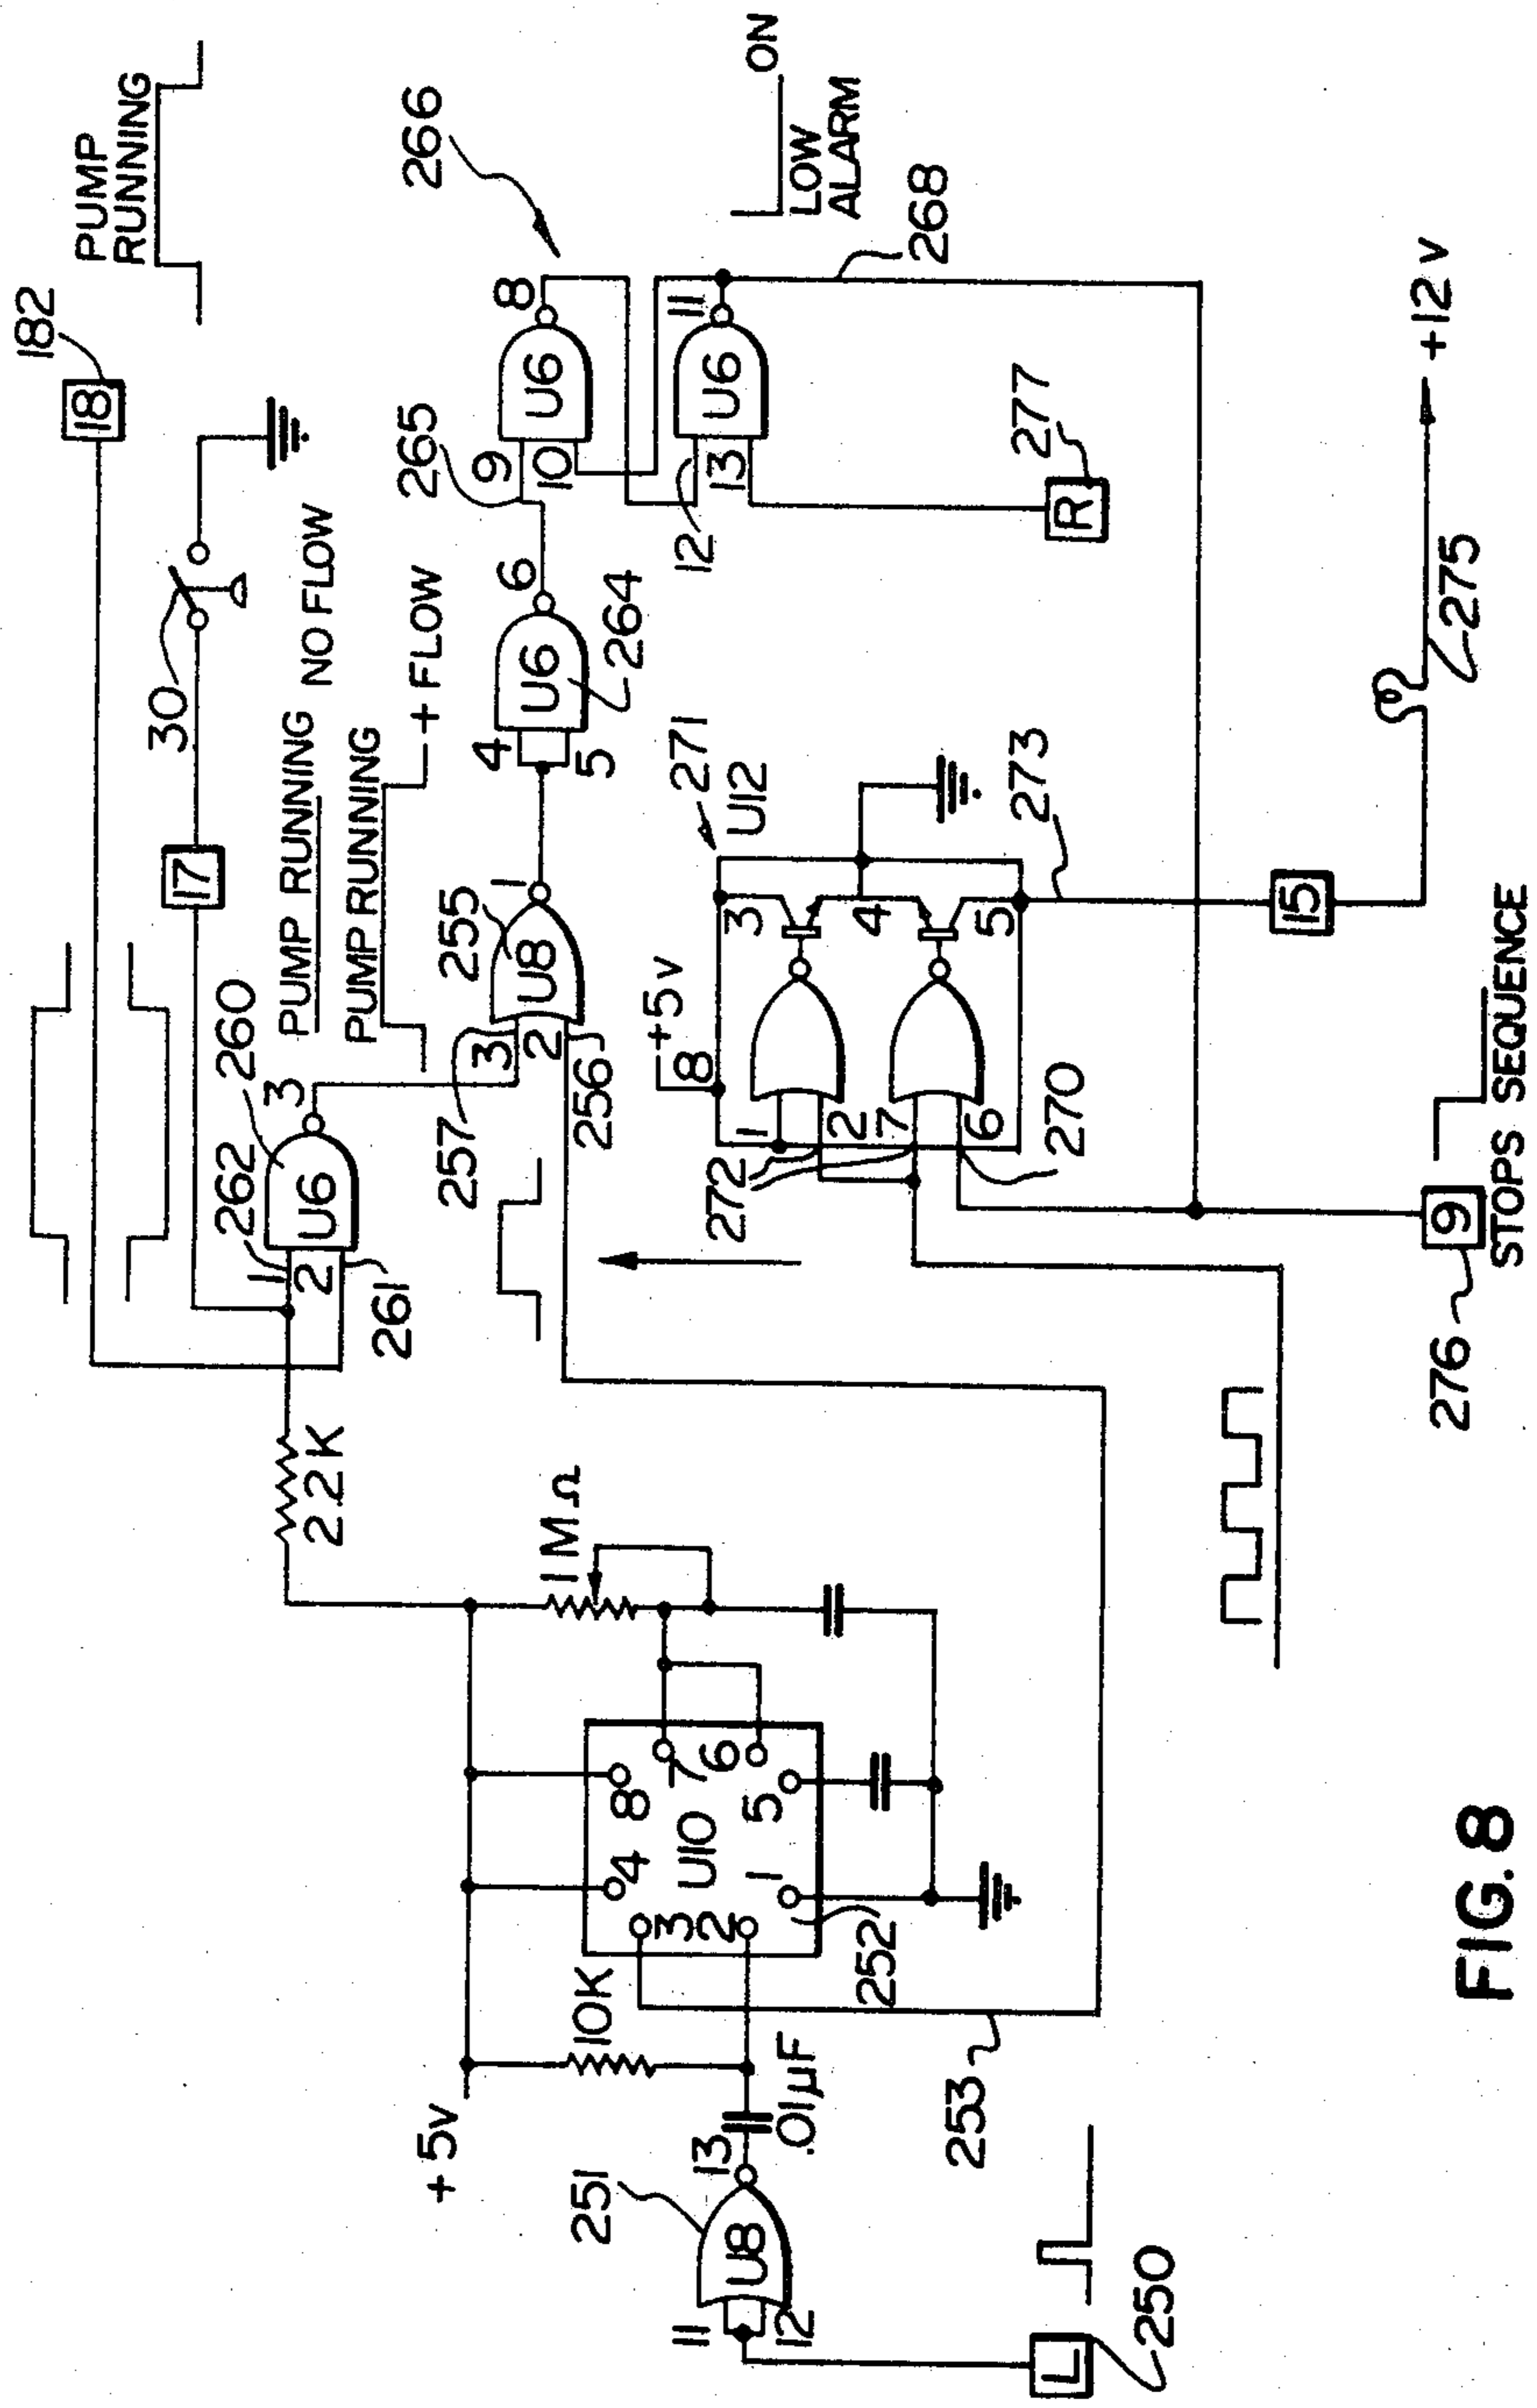 182
18
PUMP
RUNNING
30
17
260
262
1
2
3
261
U6
2.2K
PUMP RUNNING NO FLOW
PUMP RUNNING + FLOW
+5v
10K
1MΩ
251
11
12
U8
13
.01µF
L
250
4
8
3
2
U10
7
6
1
5
252
253
257
3
2
256
U8
255
1
4
5
U6
6
264
265
9
10
U6
8
266
12
13
U6
11
R
277
268
LOW
ALARM
ON
+5v
8
271
U12
1
2
7
6
272
270
3
4
5
273
15
275
+12 v
9
276
STOPS SEQUENCE
FIG. 8